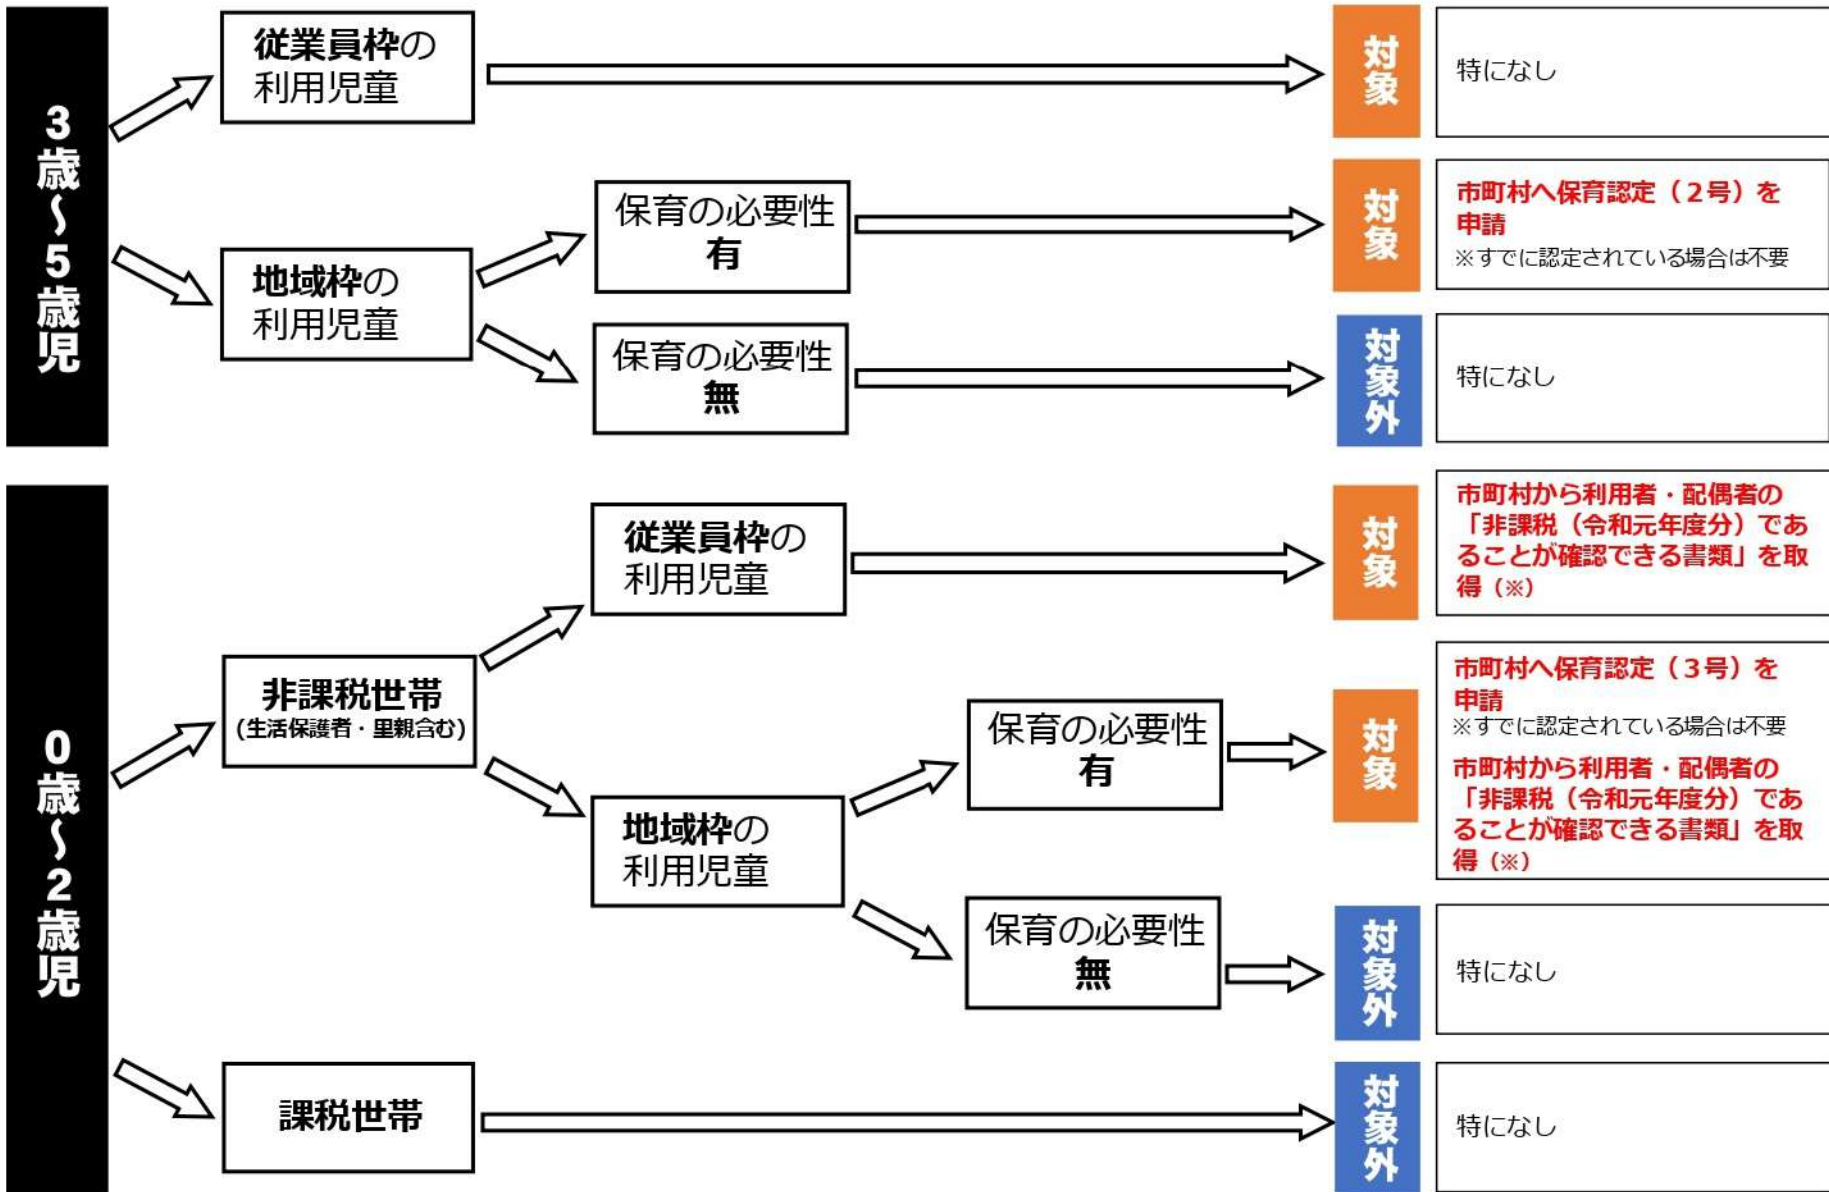 3歳～5歳児
従業員枠の
利用児童
対象
特になし
地域枠の
利用児童
保育の必要性
有
対象
市町村へ保育認定（２号）を
申請
※すでに認定されている場合は不要
保育の必要性
無
対象外
特になし
0歳～2歳児
非課税世帯
(生活保護者・里親含む)
従業員枠の
利用児童
対象
市町村から利用者・配偶者の
「非課税（令和元年度分）であ
ることが確認できる書類」を取
得（※）
地域枠の
利用児童
保育の必要性
有
対象
市町村へ保育認定（３号）を
申請
※すでに認定されている場合は不要
市町村から利用者・配偶者の
「非課税（令和元年度分）であ
ることが確認できる書類」を取
得（※）
保育の必要性
無
対象外
特になし
課税世帯
対象外
特になし